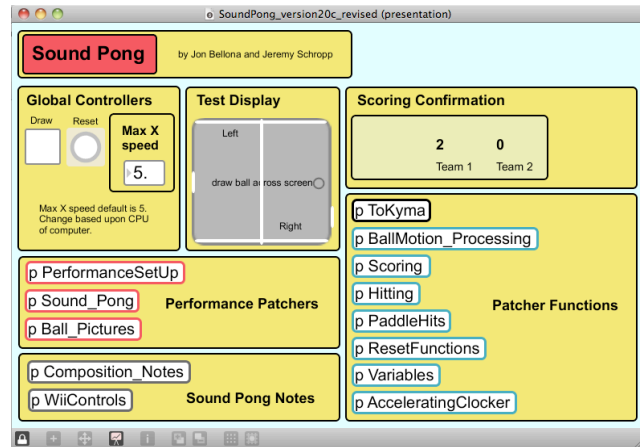 SoundPong_version20c_revised (presentation)
Sound Pong
by Jon Bellona and Jeremy Schropp
Global Controllers
Draw
Reset
Max X
speed
5.
Max X speed default is 5.
Change based upon CPU
of computer.
Test Display
Left
draw ball across screen
Right
Scoring Confirmation
2
0
Team 1
Team 2
p PerformanceSetUp
p Sound_Pong
p Ball_Pictures
Performance Patchers
p Composition_Notes
p WiiControls
Sound Pong Notes
p ToKyma
p BallMotion_Processing
p Scoring
p Hitting
p PaddleHits
p ResetFunctions
p Variables
p AcceleratingClocker
Patcher Functions